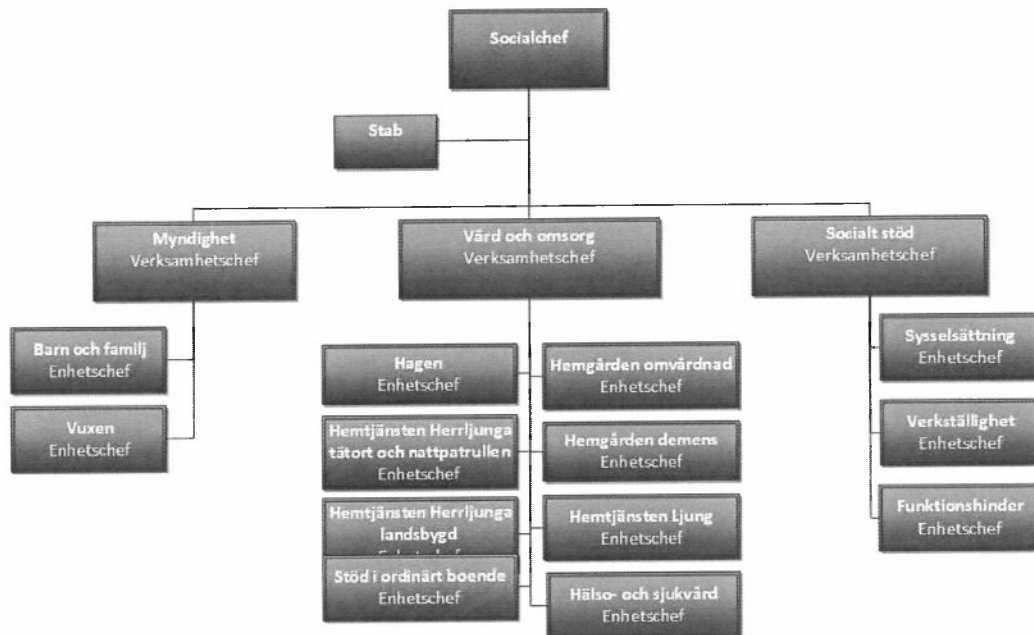 Socialchef
Stab
Myndighet
Verksamhetschef
Vård och omsorg
Verksamhetschef
Socialt stöd
Verksamhetschef
Barn och familj
Enhetschef
Vuxen
Enhetschef
Hagen
Enhetschef
Hemtjänsten Herrljunga
tätort och nattpatrullen
Enhetschef
Hemtjänsten Herrljunga
landsbygd
Enhetschef
Stöd i ordinärt boende
Enhetschef
Hemgården omvårdnad
Enhetschef
Hemgården demens
Enhetschef
Hemtjänsten Ljung
Enhetschef
Hälso- och sjukvård
Enhetschef
Sysselsättning
Enhetschef
Verkställighet
Enhetschef
Funktionshinder
Enhetschef